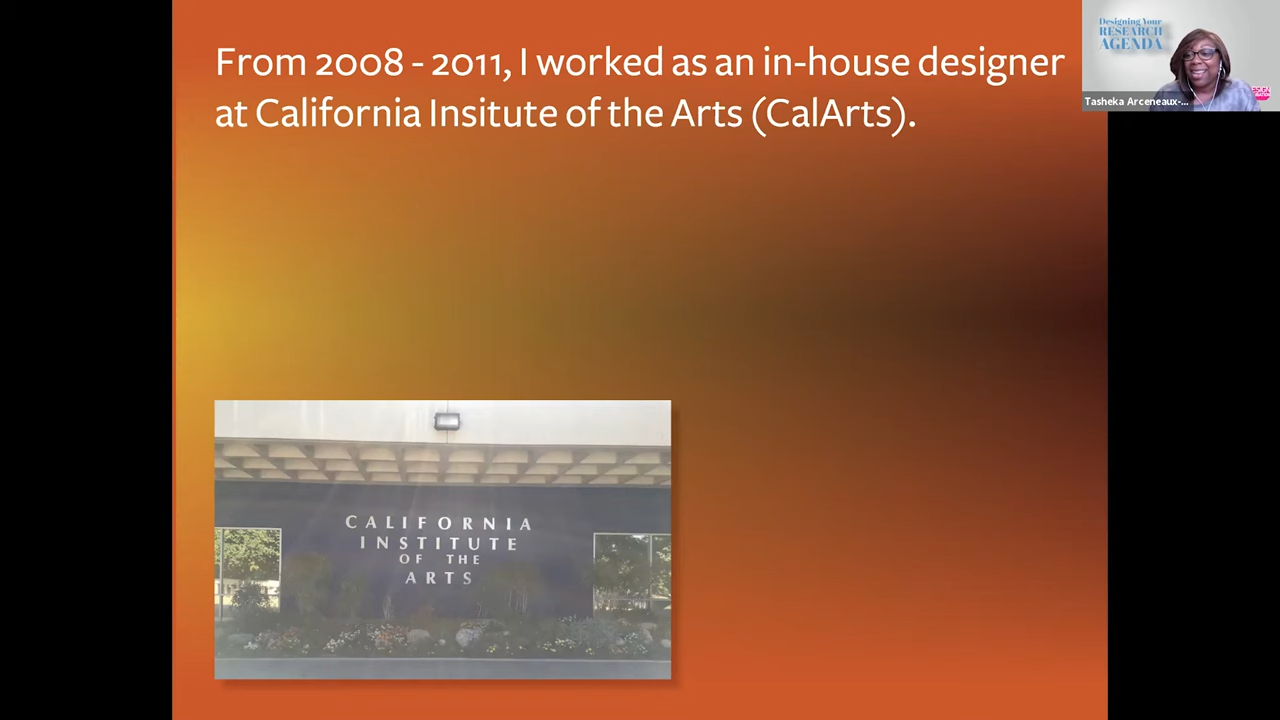 From 2008 - 2011, I worked as an in-house designer
at California Insitute of the Arts (CalArts).
Designing Your
RESEARCH
AGENDA
Tasheka Arceneaux-...
CALIFORNIA
INSTITUTE
OF THE
ARTS